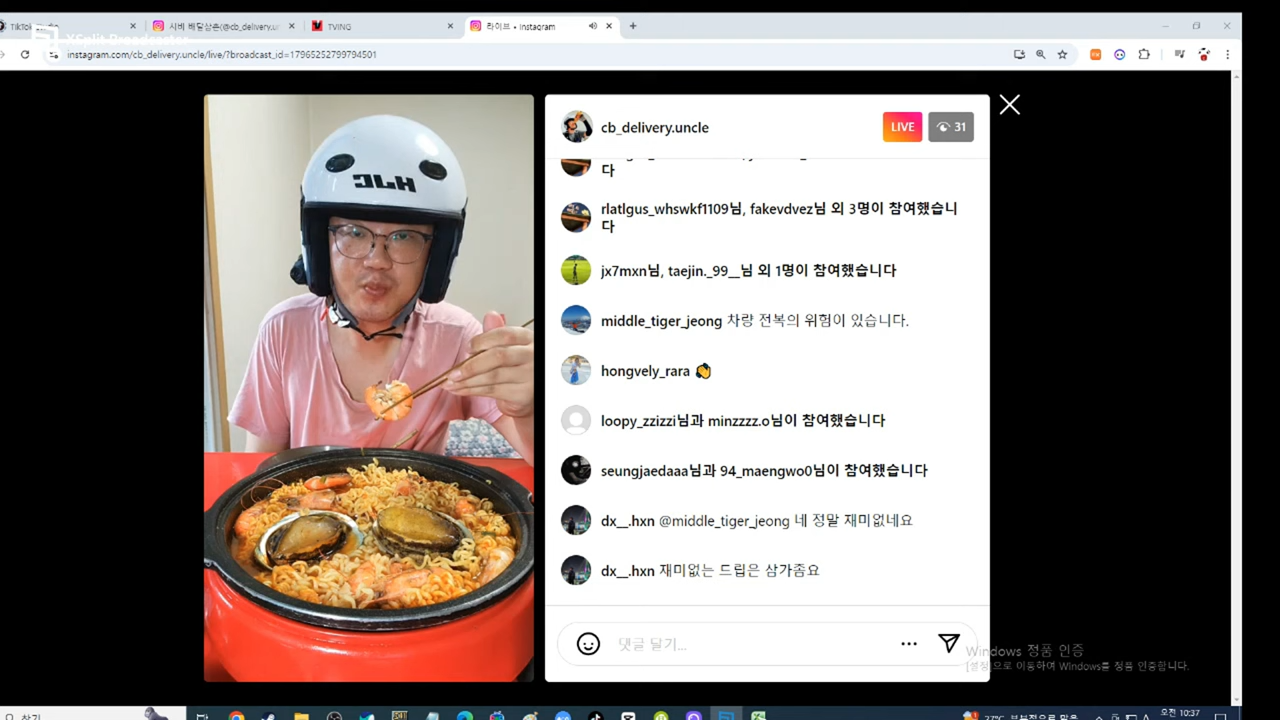 시비 배달삼촌(@cb_delivery.ur
TVING
라이브 • Instagram
XSplit Broadcaster
instagram.com/cb_delivery.uncle/live/?broadcast_id=17965252799794501
cb_delivery.uncle
LIVE
31
다
rlatlgus_whswkf1109님, fakevdvez님 외 3명이 참여했습니
다
jx7mxn님, taejin._99__님 외 1명이 참여했습니다
middle_tiger_jeong 차량 전복의 위험이 있습니다.
hongvely_rara
loopy_zzizzi님과 minzzzz.o님이 참여했습니다
seungjaedaaa님과 94_maengwo0님이 참여했습니다
dx__.hxn @middle_tiger_jeong 네 정말 재미없네요
dx__.hxn 재미없는 드립은 삼가좀요
댓글 달기...
Windows 정품 인증
[설정]으로 이동하여 Windows를 정품 인증합니다.
찾기
오전 10:37